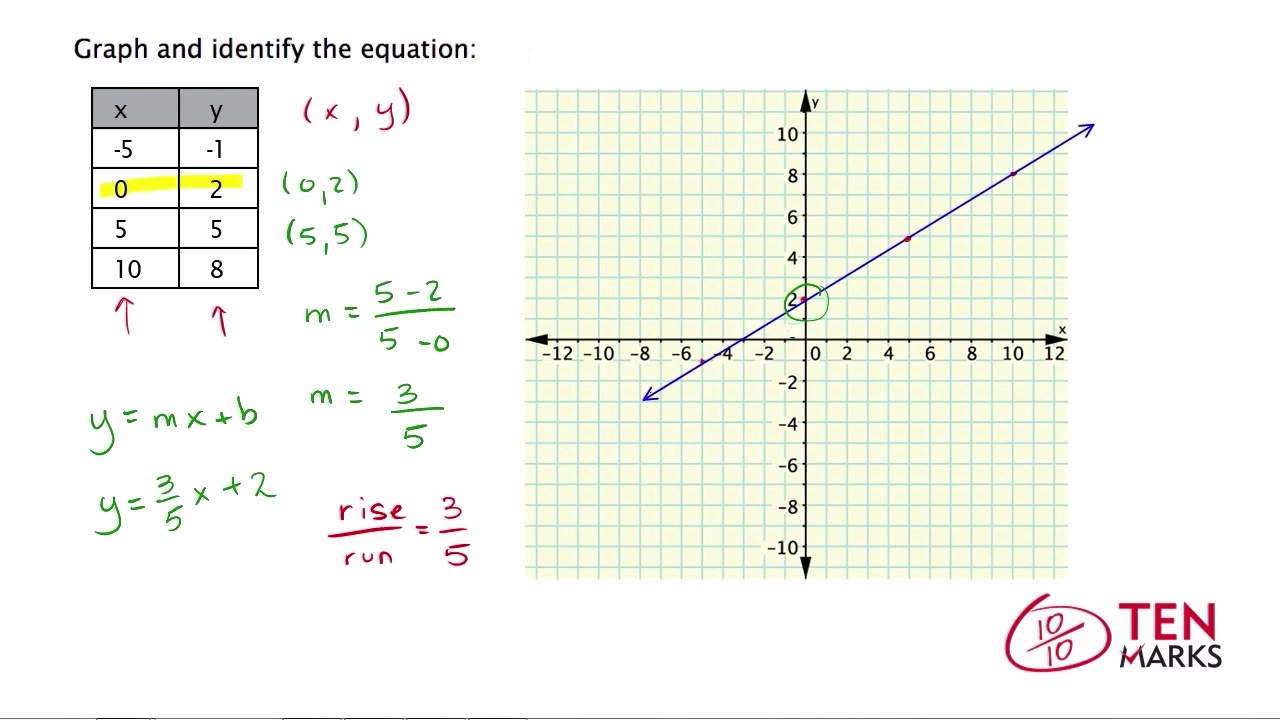 Graph and identify the equation:
x y
-5 -1
0 2
5 5
10 8
(x, y)
(0,2)
(5,5)
m = 5-2
5-0
m = 3
5
y = mx+b
y = 3/5 x + 2
rise/run = 3/5
y
10
8
6
4
2
-12 -10 -8 -6 -4 -2 0 2 4 6 8 10 12
x
-2
-4
-6
-8
-10
10/10
TEN
MARKS